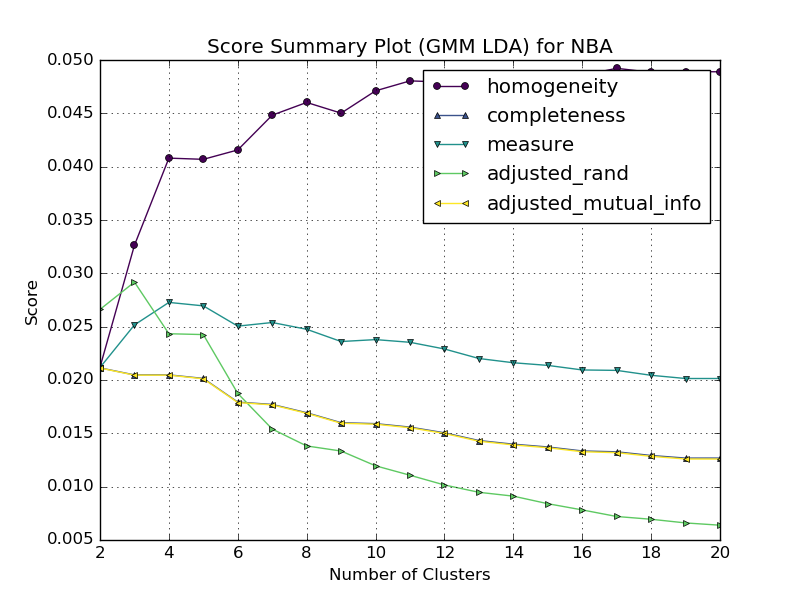 Score Summary Plot (GMM LDA) for NBA
0.050
0.045
0.040
0.035
0.030
0.025
0.020
0.015
0.010
0.005
Score
homogeneity
completeness
measure
adjusted_rand
adjusted_mutual_info
2 4 6 8 10 12 14 16 18 20
Number of Clusters